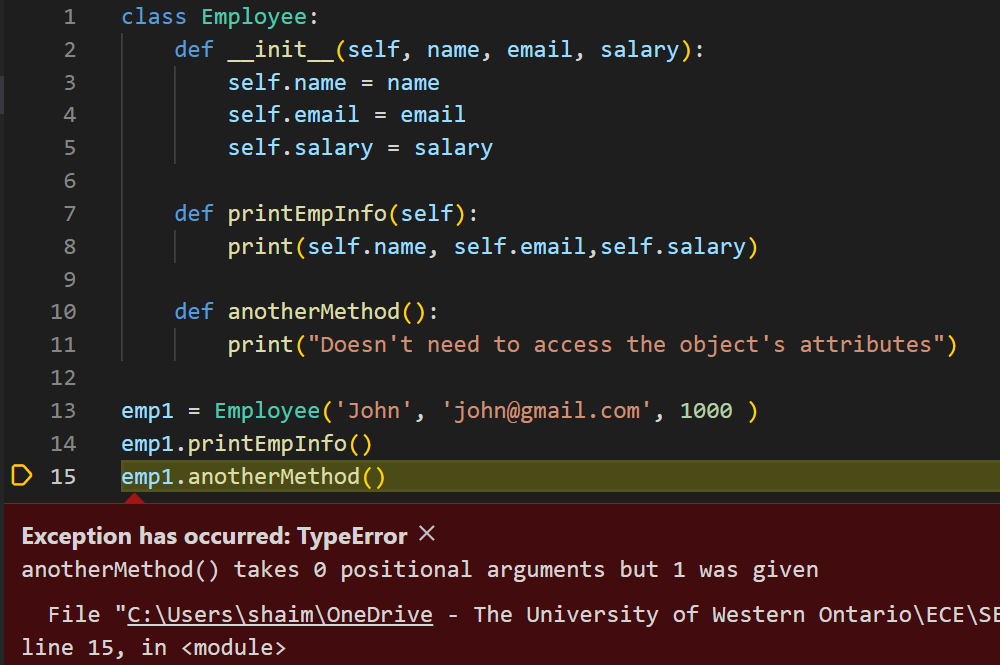 1 class Employee:
2 def __init__(self, name, email, salary):
3 self.name = name
4 self.email = email
5 self.salary = salary
6
7 def printEmpInfo(self):
8 print(self.name, self.email,self.salary)
9
10 def anotherMethod():
11 print("Doesn't need to access the object's attributes")
12
13 emp1 = Employee('John', 'john@gmail.com', 1000 )
14 emp1.printEmpInfo()
15 emp1.anotherMethod()
Exception has occurred: TypeError ×
anotherMethod() takes 0 positional arguments but 1 was given
File "C:\Users\shaim\OneDrive - The University of Western Ontario\ECE\SE
line 15, in <module>